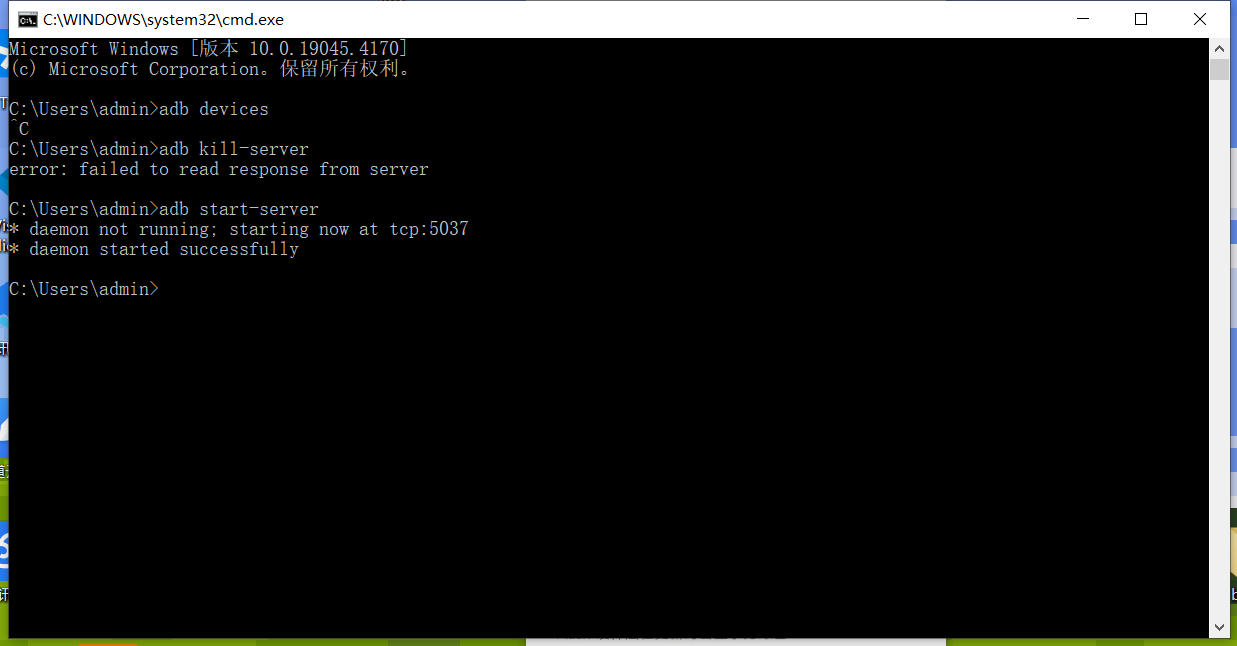 C:\WINDOWS\system32\cmd.exe
Microsoft Windows [版本 10.0.19045.4170]
(c) Microsoft Corporation。保留所有权利。
C:\Users\admin>adb devices
^C
C:\Users\admin>adb kill-server
error: failed to read response from server
C:\Users\admin>adb start-server
* daemon not running; starting now at tcp:5037
* daemon started successfully
C:\Users\admin>